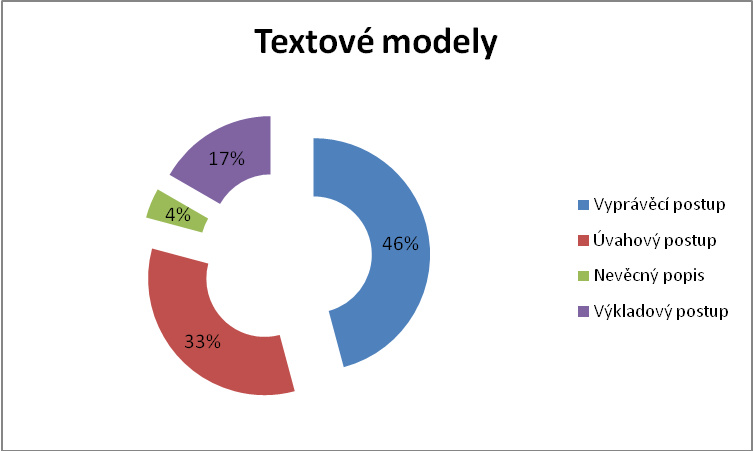 Textové modely
17%
4%
46%
33%
Vyprávěcí postup
Úvahový postup
Nevěcný popis
Výkladový postup